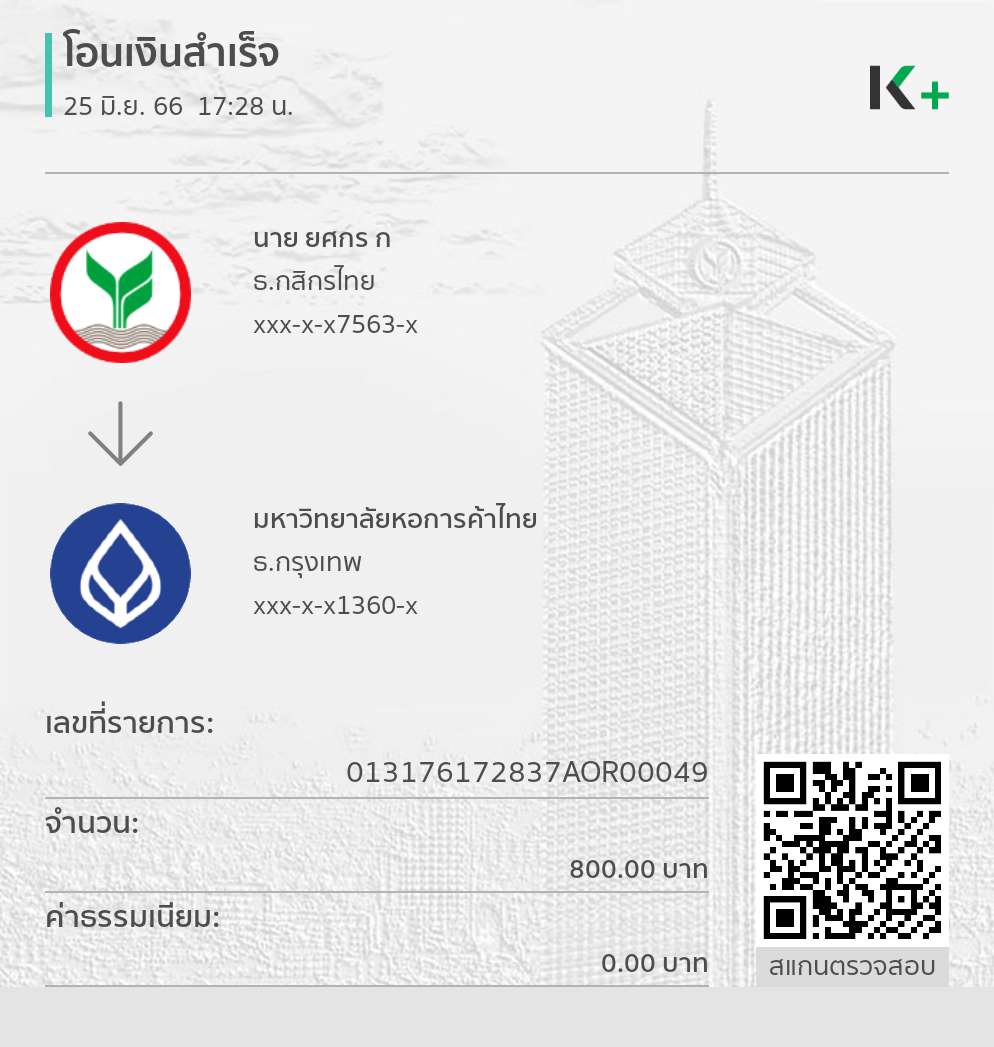 โอนเงินสำเร็จ
25 มิ.ย. 66  17:28 น.
K+
นาย ยศกร ก
ธ.กสิกรไทย
xxx-x-x7563-x
มหาวิทยาลัยหอการค้าไทย
ธ.กรุงเทพ
xxx-x-x1360-x
เลขที่รายการ:
013176172837AOR00049
จำนวน:
800.00 บาท
ค่าธรรมเนียม:
0.00 บาท
สแกนตรวจสอบ